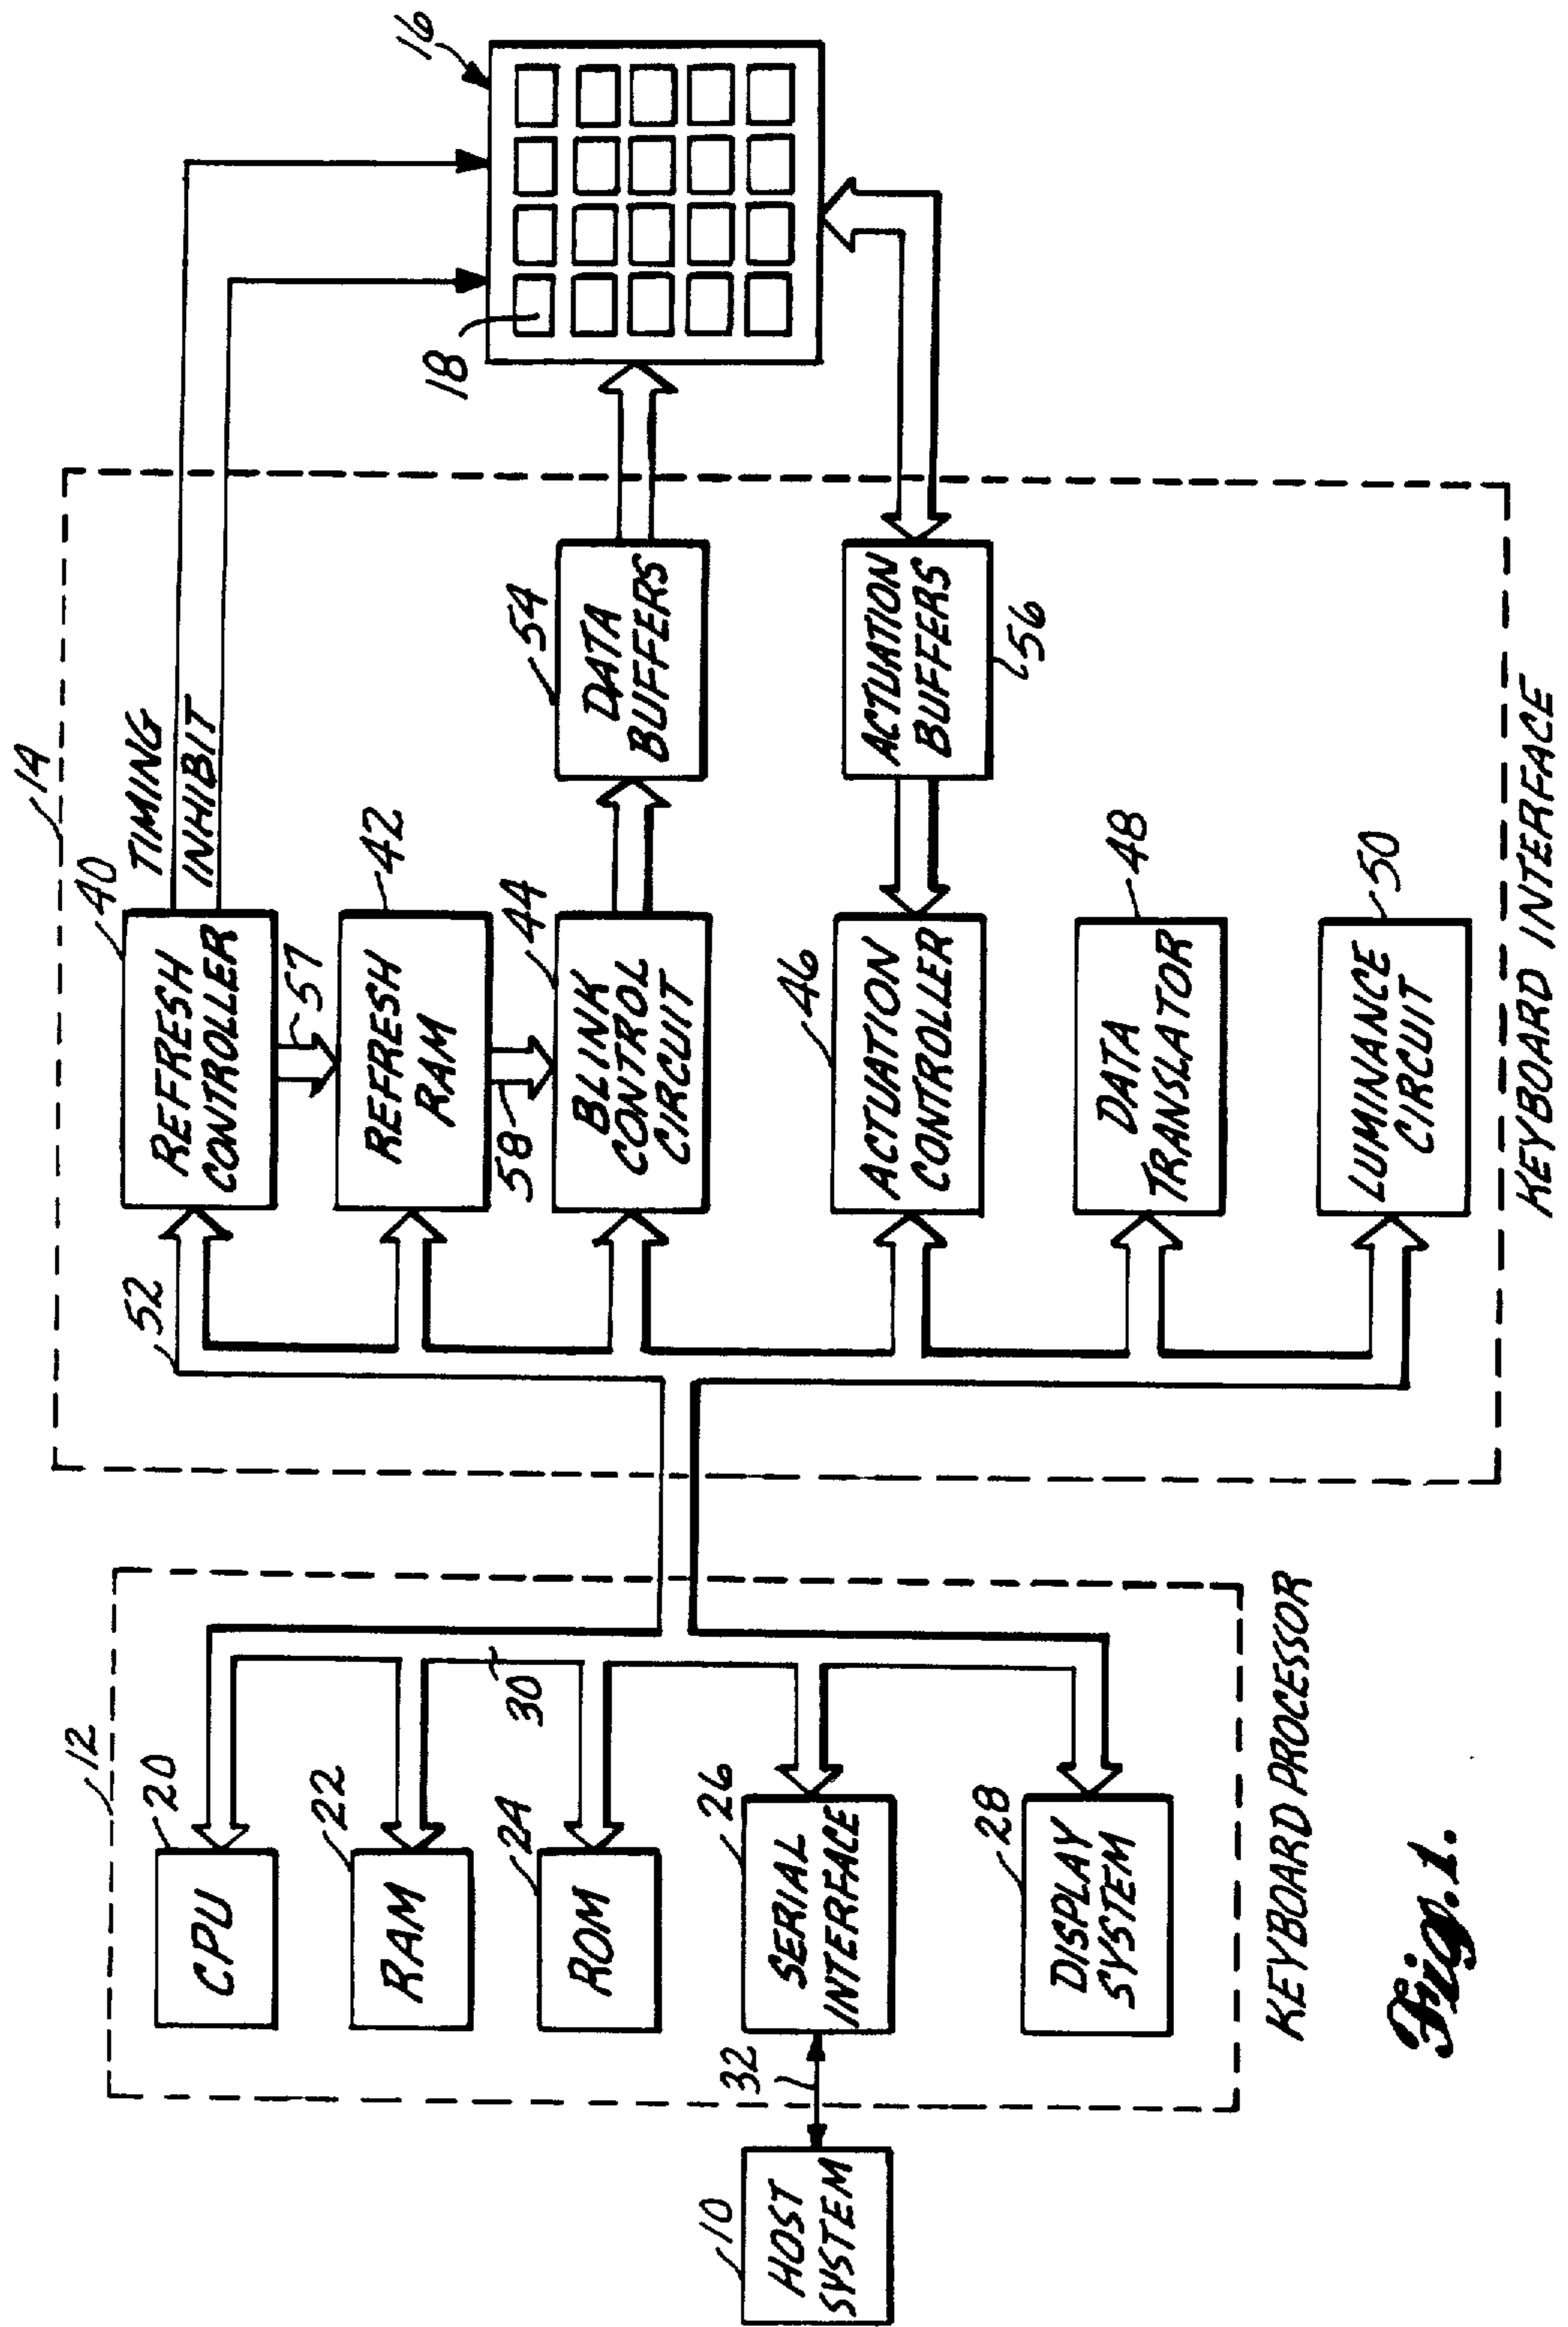 10
HOST
SYSTEM
32
12
20
CPU
22
RAM
24
ROM
26
SERIAL
INTERFACE
28
DISPLAY
SYSTEM
30
KEYBOARD PROCESSOR
14
52
40
REFRESH
CONTROLLER
TIMING
INHIBIT
57
42
REFRESH
RAM
58
44
BLINK
CONTROL
CIRCUIT
54
DATA
BUFFERS
46
ACTUATION
CONTROLLER
56
ACTUATION
BUFFERS
48
DATA
TRANSLATOR
50
LUMINANCE
CIRCUIT
KEYBOARD INTERFACE
16
18
Fig. 1.